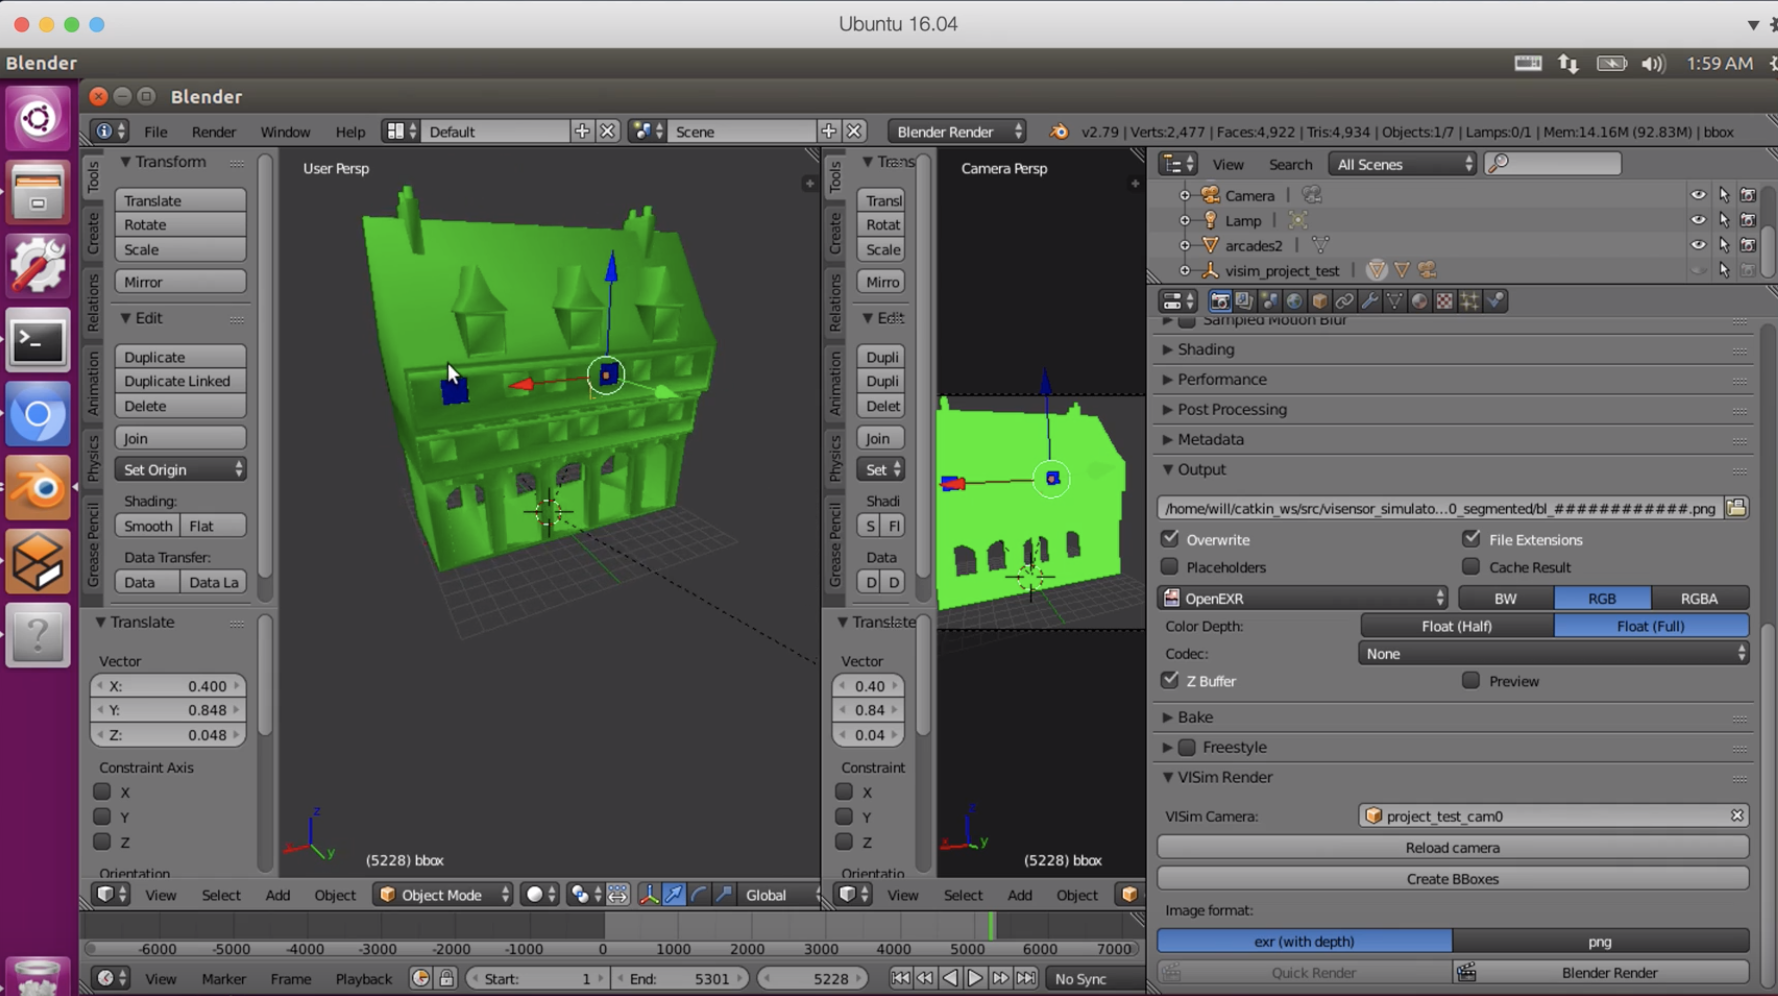 Ubuntu 16.04
Blender
1:59 AM
Blender
File Render Window Help Default Scene Blender Render v2.79 | Verts:2,477 | Faces:4,922 | Tris:4,934 | Objects:1/7 | Lamps:0/1 | Mem:14.16M (92.83M) | bbox
Tools
Create
Relations
Animation
Physics
Grease Pencil
Transform
Translate
Rotate
Scale
Mirror
Edit
Duplicate
Duplicate Linked
Delete
Join
Set Origin
Shading:
Smooth Flat
Data Transfer:
Data Data La
Translate
Vector
X: 0.400
Y: 0.848
Z: 0.048
Constraint Axis
X
Y
Z
Orientation
User Persp
z
y
(5228) bbox
View Select Add Object Object Mode Global
Tools
Create
Relations
Animation
Physics
Grease Pencil
Trans
Transl
Rotat
Scale
Mirro
Edit
Dupli
Dupli
Delet
Join
Set
Shadi
S Fl
Data
D D
Translate
Vector
0.40
0.84
0.04
Constraint
X
Y
Z
Orientatio
Camera Persp
z
y
(5228) bbox
View Select Add Object
-6000 -5000 -4000 -3000 -2000 -1000 0 1000 2000 3000 4000 5000 6000 7000
View Marker Frame Playback Start: 1 End: 5301 5228 No Sync
View Search All Scenes
Camera
Lamp
arcades2
visim_project_test
Sampled Motion Blur
Shading
Performance
Post Processing
Metadata
Output
/home/will/catkin_ws/src/visensor_simulato...0_segmented/bl_############.png
Overwrite File Extensions
Placeholders Cache Result
OpenEXR BW RGB RGBA
Color Depth: Float (Half) Float (Full)
Codec: None
Z Buffer Preview
Bake
Freestyle
VISim Render
VISim Camera: project_test_cam0
Reload camera
Create BBoxes
Image format:
exr (with depth) png
Quick Render Blender Render